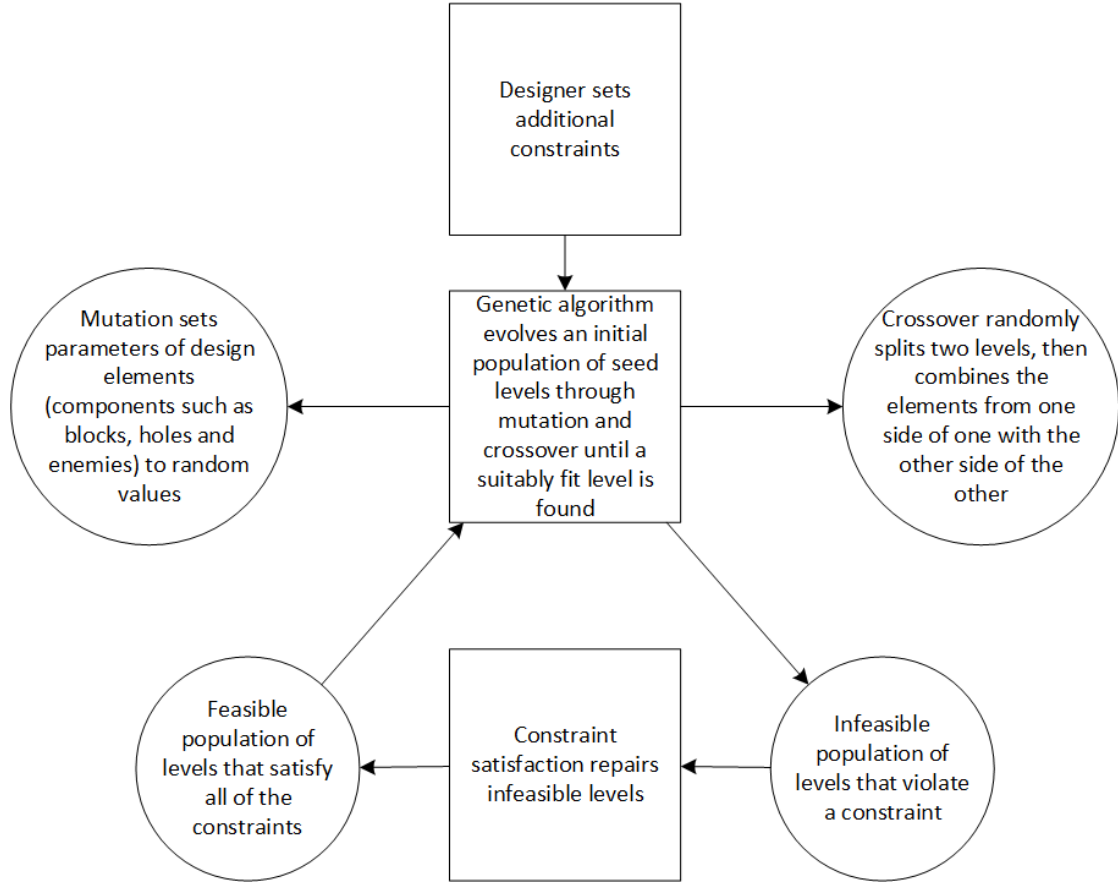 Designer sets
additional
constraints
Mutation sets
parameters of design
elements
(components such as
blocks, holes and
enemies) to random
values
Genetic algorithm
evolves an initial
population of seed
levels through
mutation and
crossover until a
suitably fit level is
found
Crossover randomly
splits two levels, then
combines the
elements from one
side of one with the
other side of the
other
Feasible
population of
levels that satisfy
all of the
constraints
Constraint
satisfaction repairs
infeasible levels
Infeasible
population of
levels that violate
a constraint